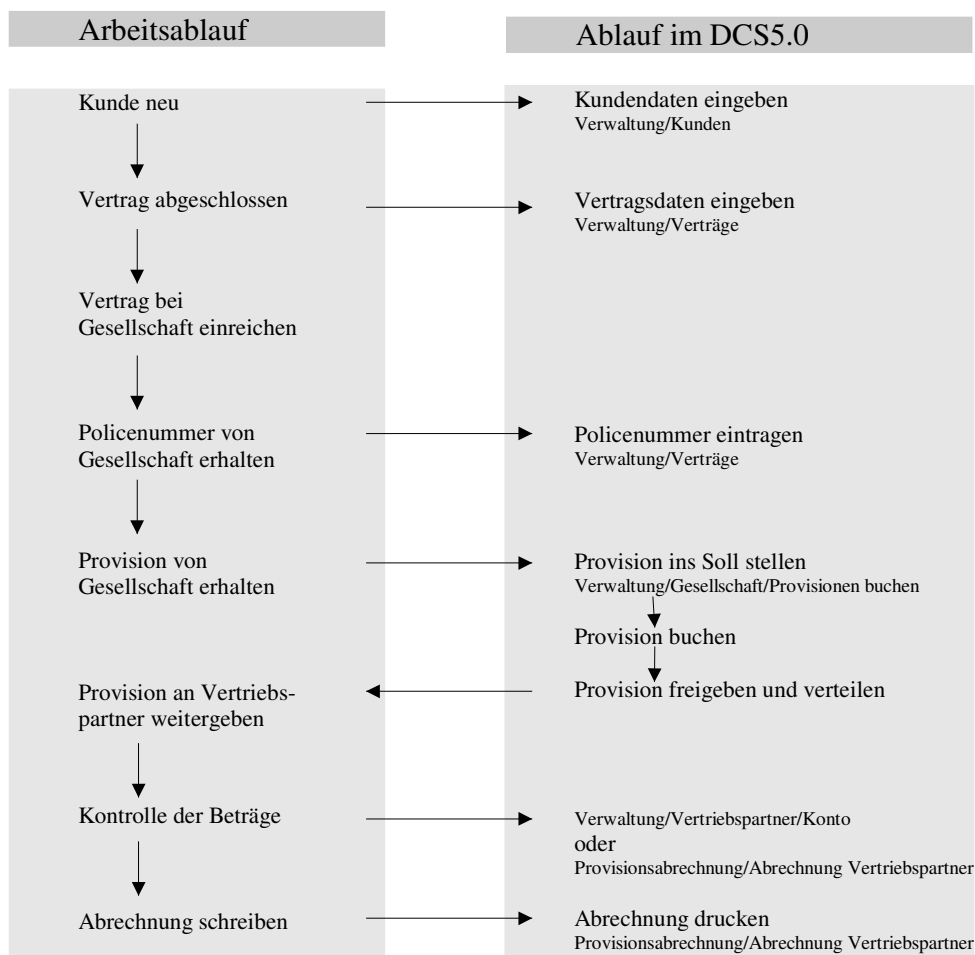 Arbeitsablauf
Ablauf im DCS5.0
Kunde neu
Kundendaten eingeben
Verwaltung/Kunden
Vertrag abgeschlossen
Vertragsdaten eingeben
Verwaltung/Verträge
Vertrag bei
Gesellschaft einreichen
Policenummer von
Gesellschaft erhalten
Policenummer eintragen
Verwaltung/Verträge
Provision von
Gesellschaft erhalten
Provision ins Soll stellen
Verwaltung/Gesellschaft/Provisionen buchen
Provision buchen
Provision freigeben und verteilen
Provision an Vertriebs-
partner weitergeben
Kontrolle der Beträge
Verwaltung/Vertriebspartner/Konto
oder
Provisionsabrechnung/Abrechnung Vertriebspartner
Abrechnung schreiben
Abrechnung drucken
Provisionsabrechnung/Abrechnung Vertriebspartner